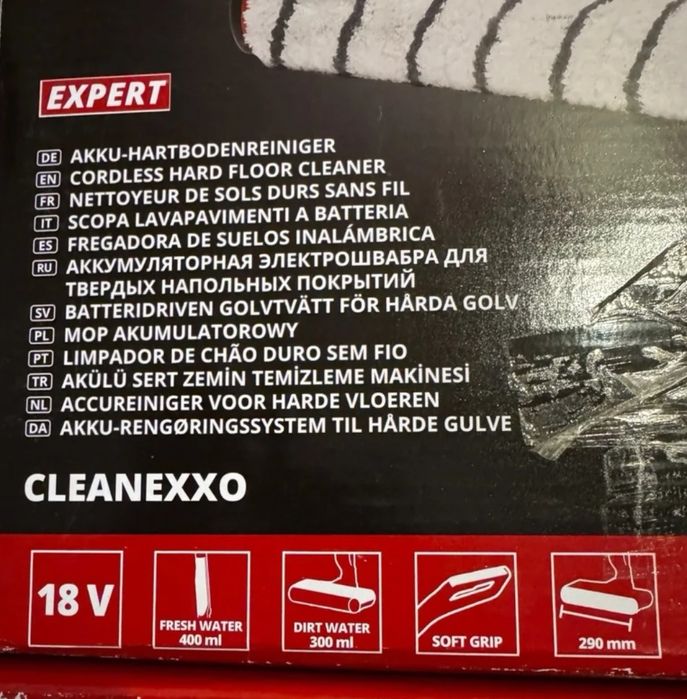 EXPERT
DE AKKU-HARTBODENREINIGER
EN CORDLESS HARD FLOOR CLEANER
FR NETTOYEUR DE SOLS DURS SANS FIL
IT SCOPA LAVAPAVIMENTI A BATTERIA
ES FREGADORA DE SUELOS INALÁMBRICA
RU АККУМУЛЯТОРНАЯ ЭЛЕКТРОШВАБРА ДЛЯ
ТВЕРДЫХ НАПОЛЬНЫХ ПОКРЫТИЙ
SV BATTERIDRIVEN GOLVTVÄTT FÖR HÅRDA GOLV
PL MOP AKUMULATOROWY
PT LIMPADOR DE CHÃO DURO SEM FIO
TR AKÜLÜ SERT ZEMİN TEMİZLEME MAKİNESİ
NL ACCUREINIGER VOOR HARDE VLOEREN
DA AKKU-RENGØRINGSSYSTEM TIL HÅRDE GULVE
CLEANEXXO
18 V
FRESH WATER
400 ml
DIRT WATER
300 ml
SOFT GRIP
290 mm